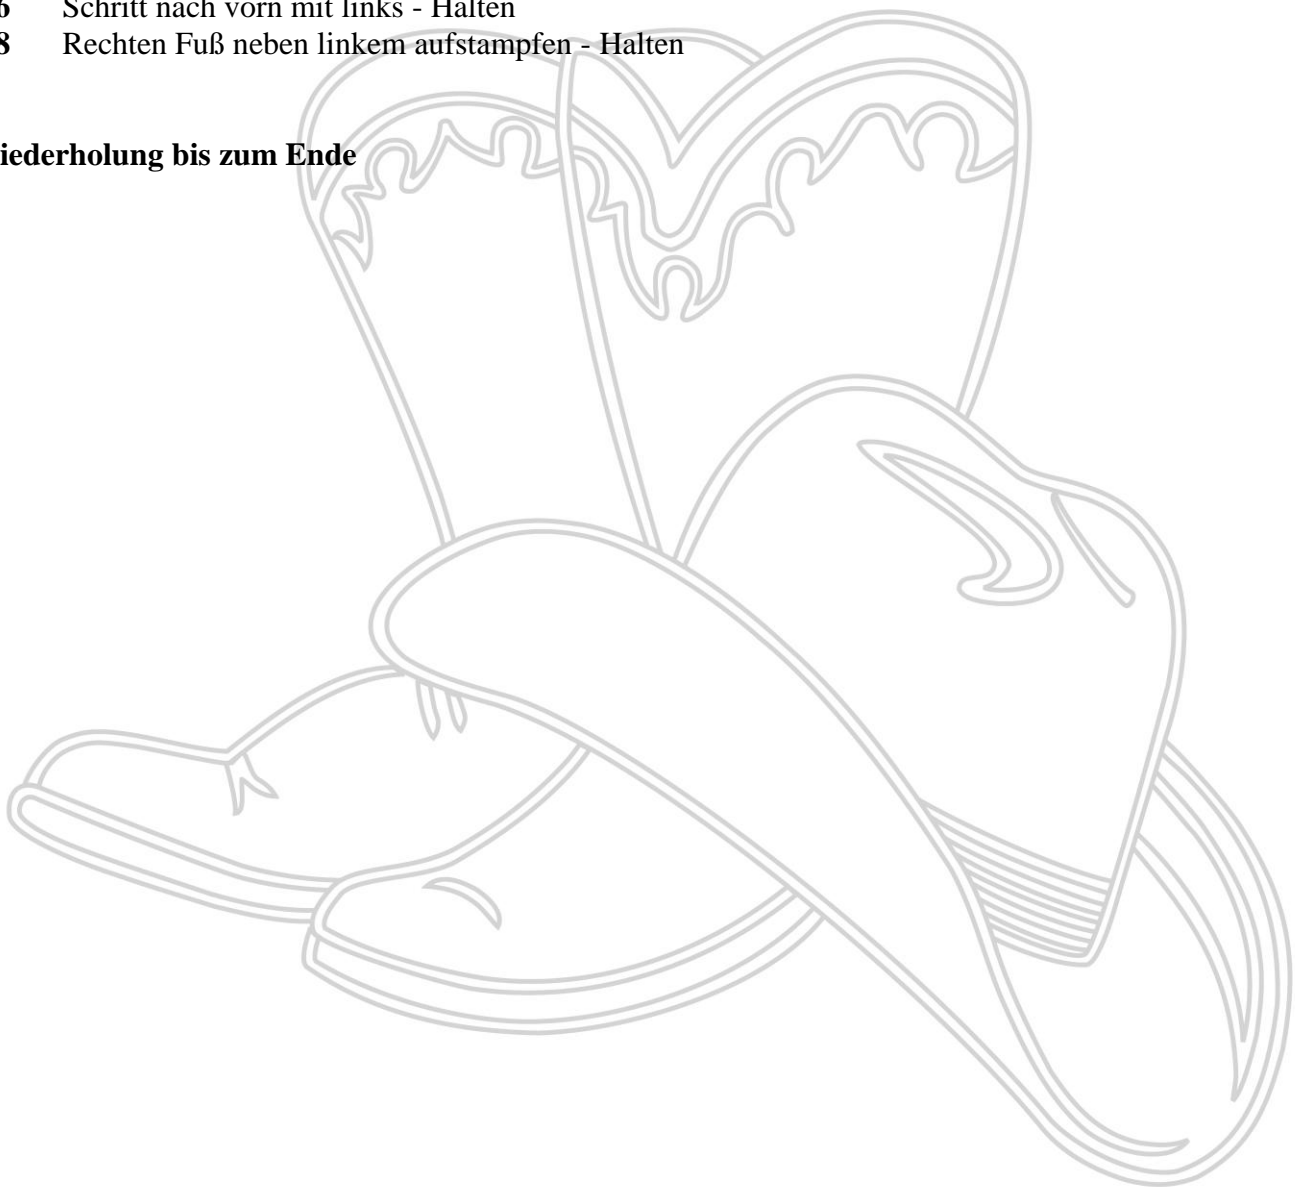 6 Schritt nach vorn mit links - Halten
8 Rechten Fuß neben linkem aufstampfen - Halten
iederholung bis zum Ende